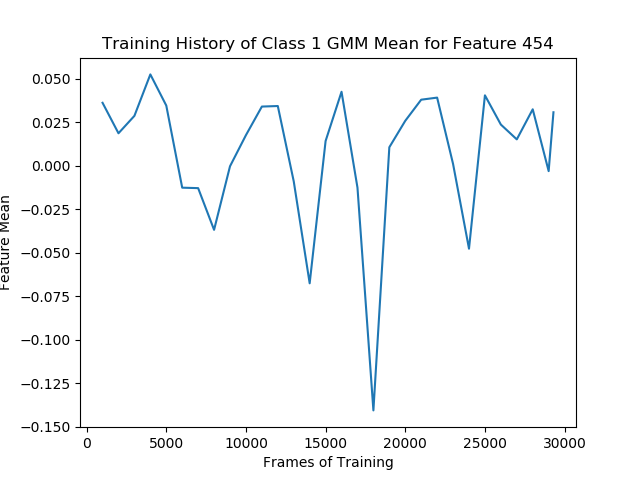 Training History of Class 1 GMM Mean for Feature 454
0.050
0.025
0.000
−0.025
−0.050
−0.075
−0.100
−0.125
−0.150
Feature Mean
0 5000 10000 15000 20000 25000 30000
Frames of Training